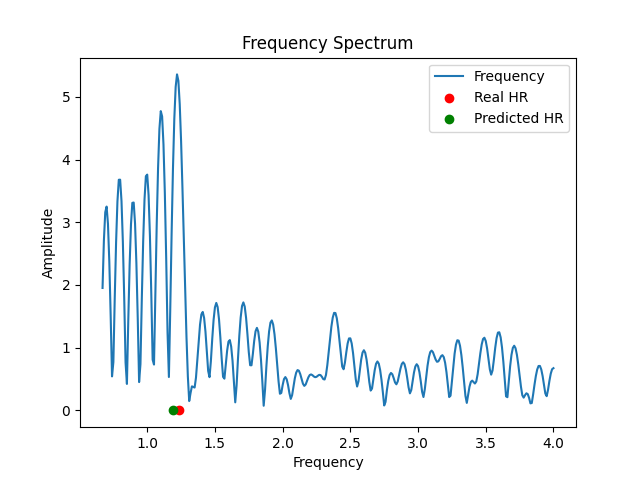 Frequency Spectrum
Frequency
Real HR
Predicted HR
Amplitude
5
4
3
2
1
0
1.0 1.5 2.0 2.5 3.0 3.5 4.0
Frequency